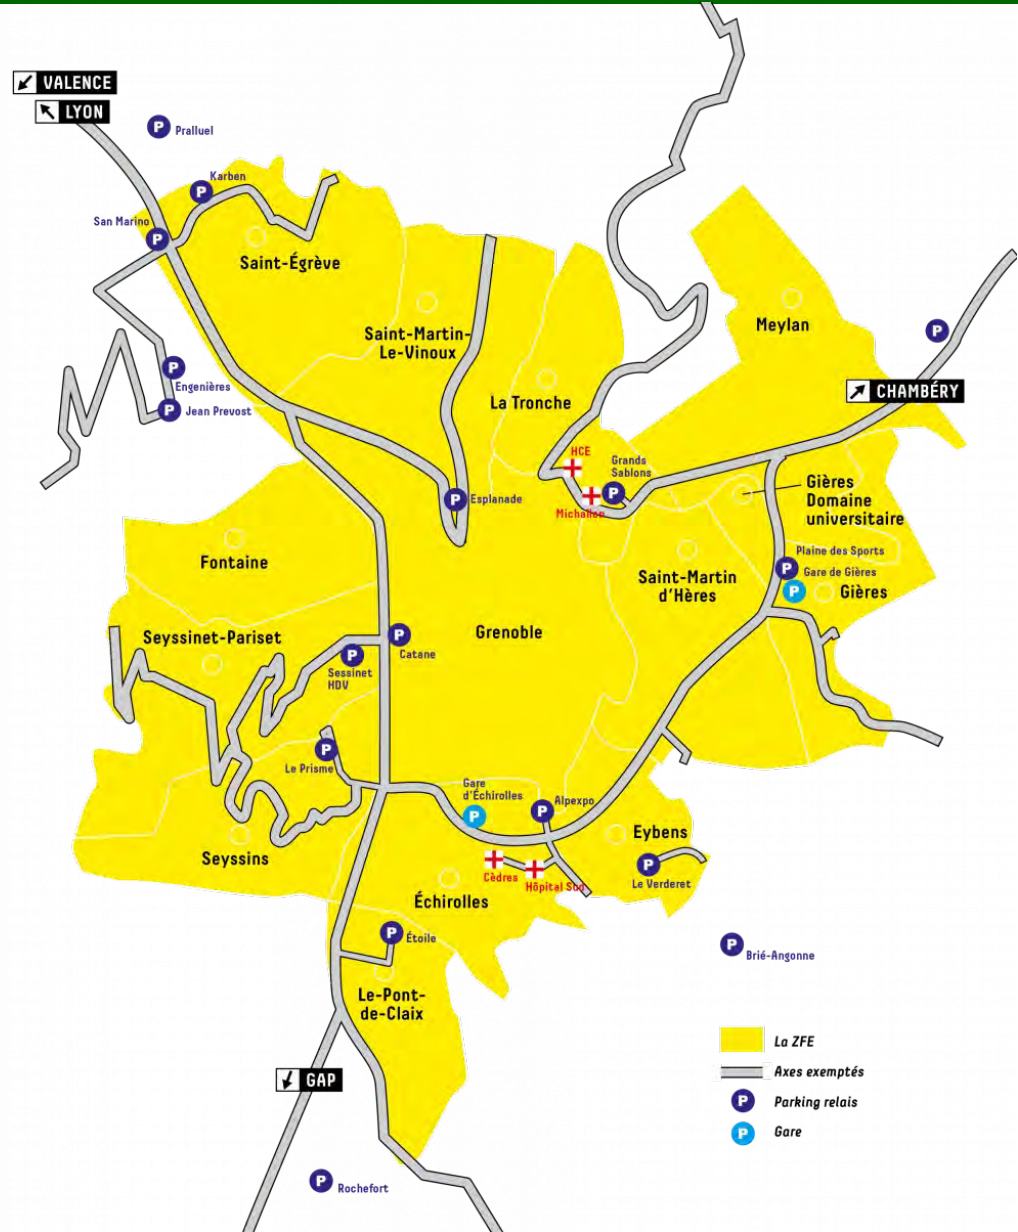 VALENCE
LYON
P Pralluel
Karben
P
San Marino
P
Saint-Égrève
Saint-Martin-
Le-Vinoux
Meylan
P
P
Engenières
P Jean Prevost
La Tronche
CHAMBÉRY
HCE
Grands
Sablons
P
Michallon
P Esplanade
Gières
Domaine
universitaire
Fontaine
Saint-Martin
d'Hères
Plaine des Sports
P
Gare de Gières
P
Gières
Seyssinet-Pariset
Grenoble
P
Catane
P
Sessinet
HDV
P
Le Prisme
Gare
d'Échirolles
P
Alpexpo
P
Seyssins
Eybens
Cèdres
Hôpital Sud
P
Le Verderet
Échirolles
P Étoile
P
Brié-Angonne
Le-Pont-
de-Claix
GAP
La ZFE
Axes exemptés
P Parking relais
P Gare
P Rochefort